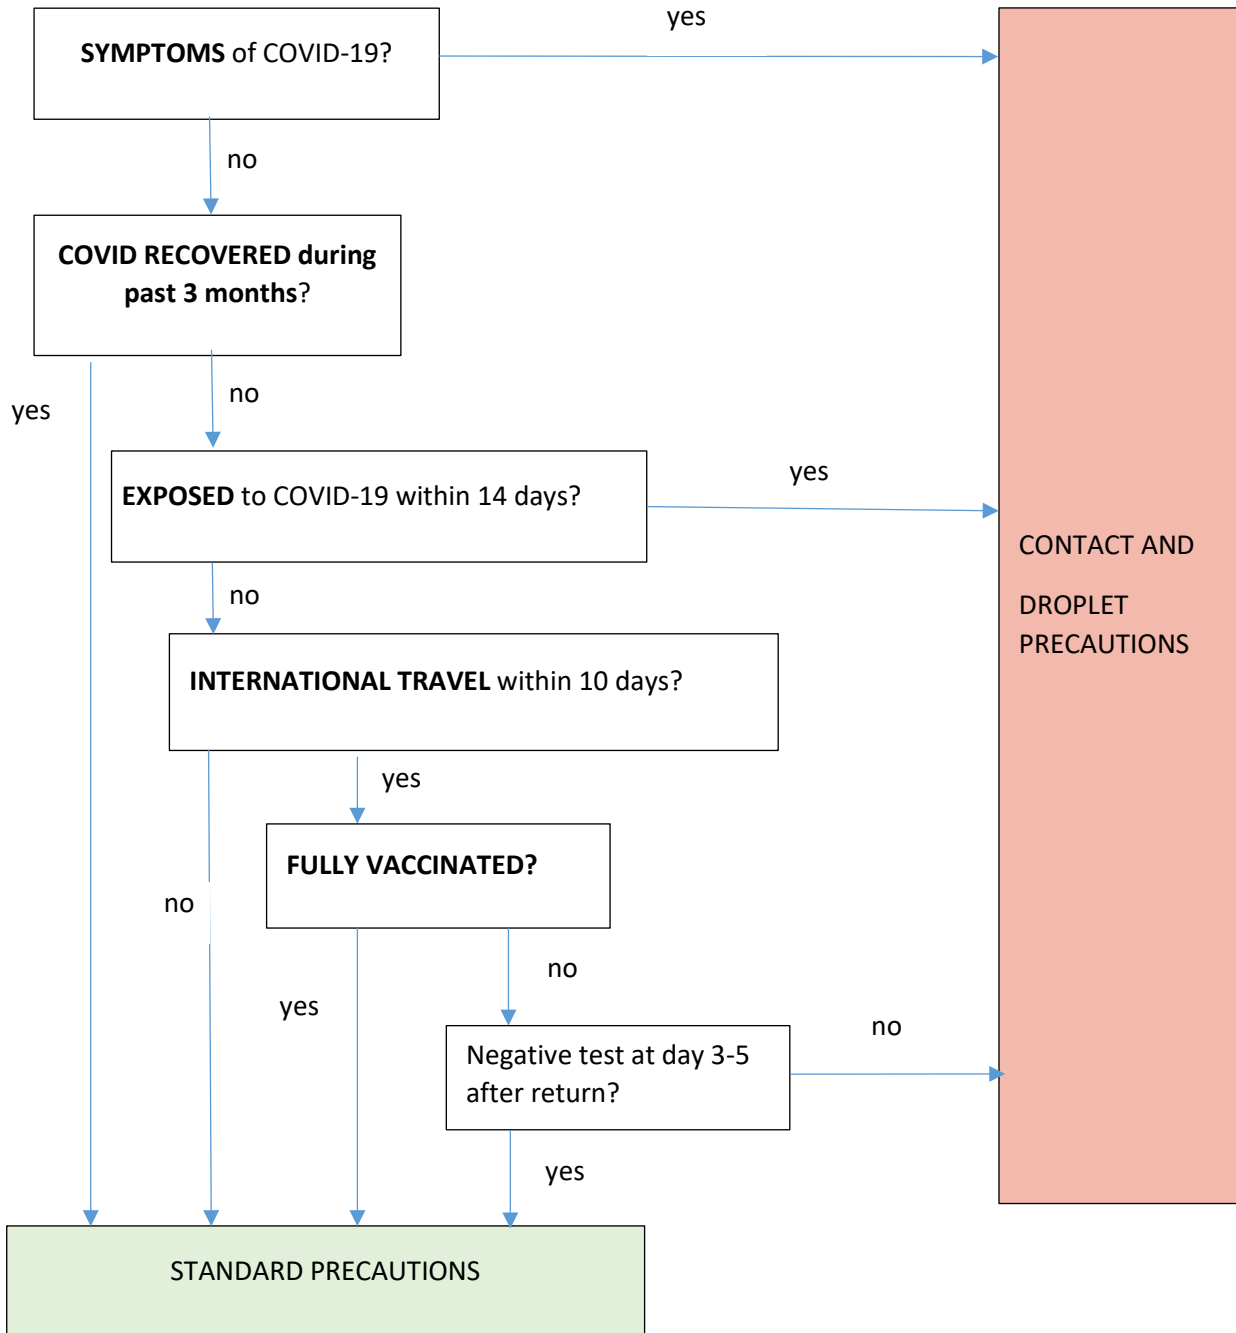 yes
SYMPTOMS of COVID-19?
no
COVID RECOVERED during
past 3 months?
yes
no
EXPOSED to COVID-19 within 14 days?
yes
no
CONTACT AND
DROPLET
PRECAUTIONS
INTERNATIONAL TRAVEL within 10 days?
yes
FULLY VACCINATED?
no
no
yes
Negative test at day 3-5
after return?
no
yes
STANDARD PRECAUTIONS